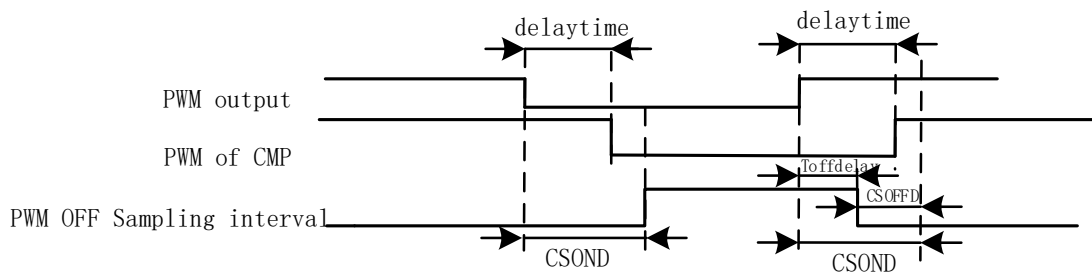 delaytime
delaytime
PWM output
PWM of CMP
Toffdelay
CSOFFD
PWM OFF Sampling interval
CSOND
CSOND